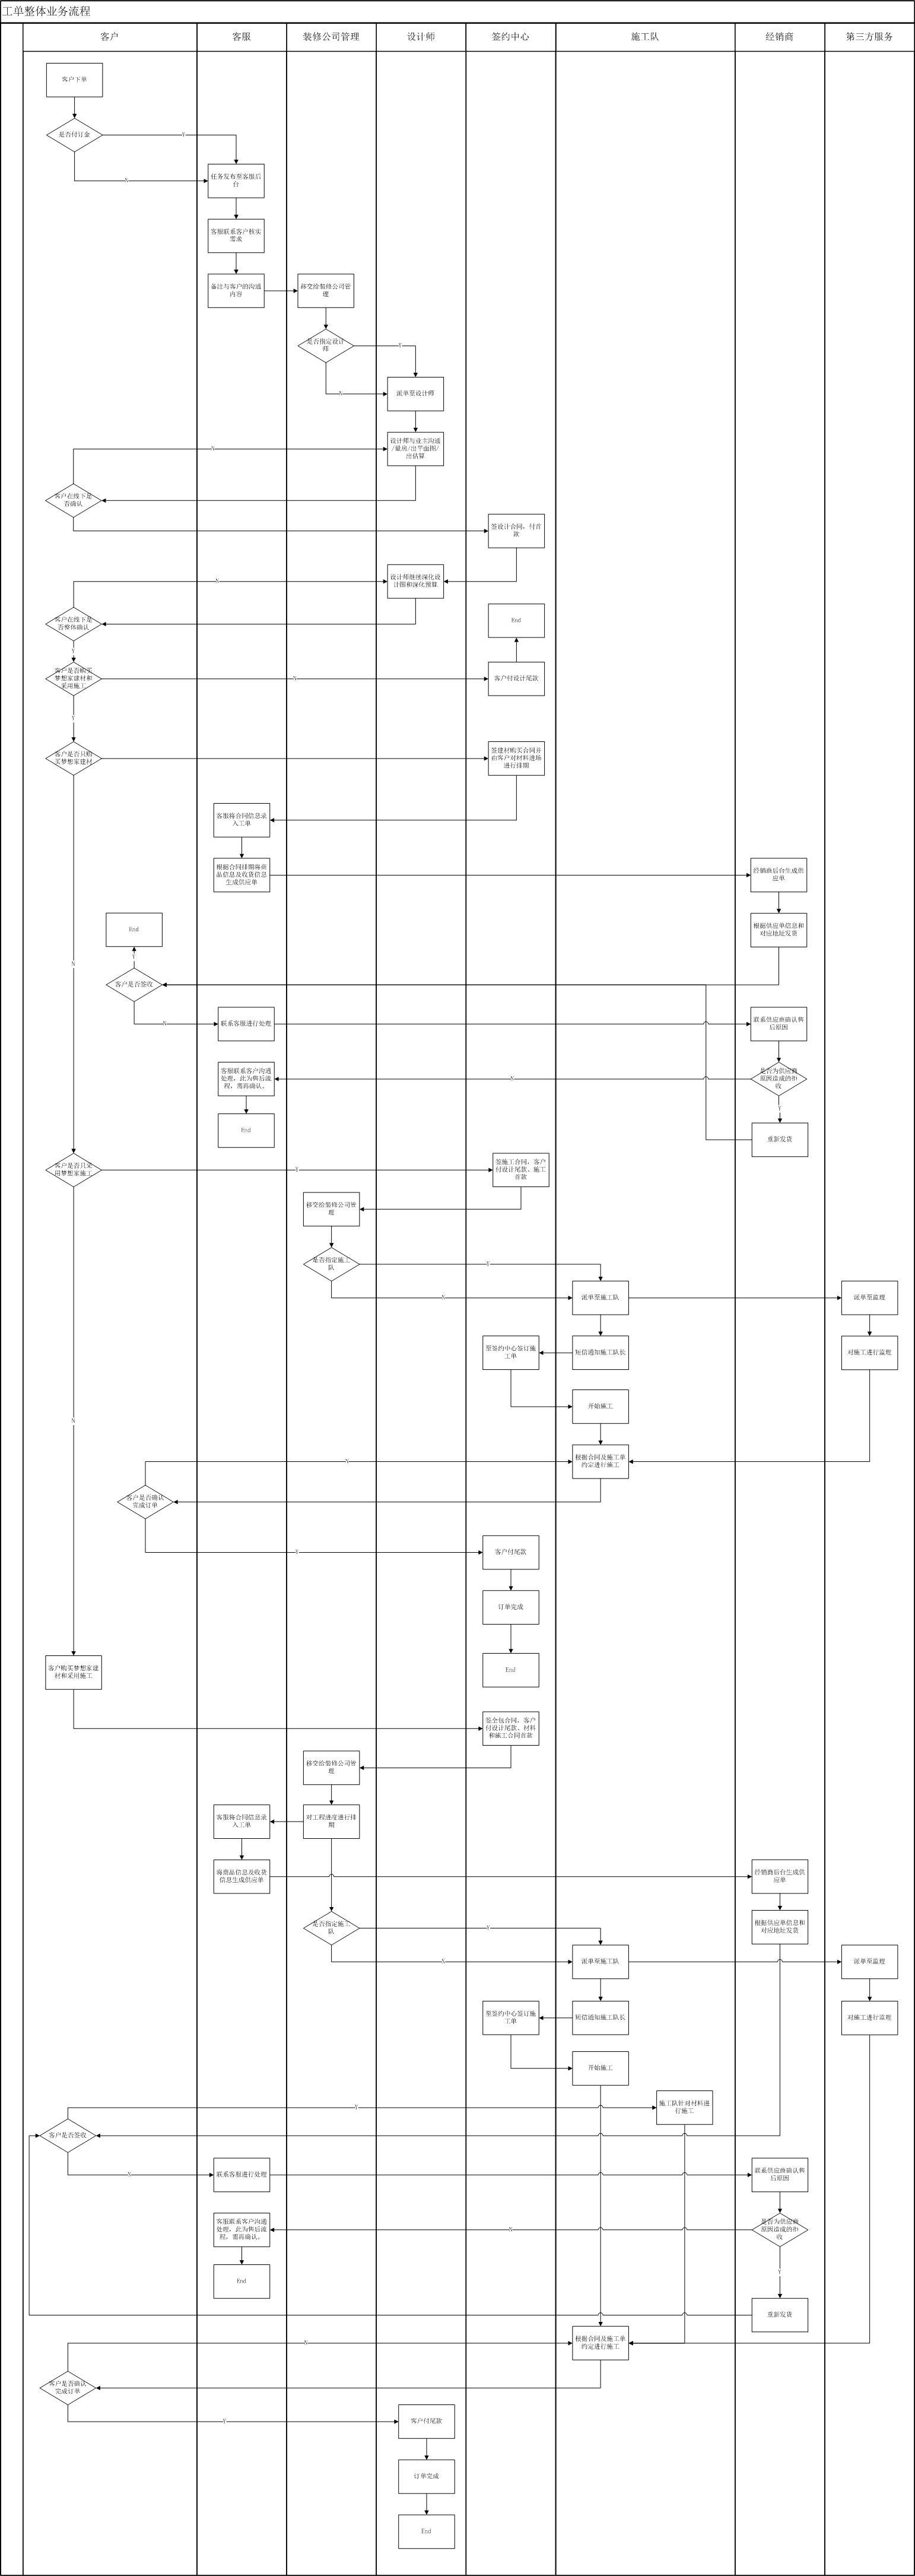 工单整体业务流程
客户
客服
装修公司管理
设计师
签约中心
施工队
经销商
第三方服务
客户下单
是否付订金
Y
N
任务发布至客服后
台
客服联系客户核实
需求
备注与客户的沟通
内容
移交给装修公司管
理
是否指定设计
师
Y
N
派单至设计师
设计师与业主沟通
/量房/出平面图/
出估算
N
客户在线下是
否确认
签设计合同，付首
款
设计师继续深化设
计图和深化预算
N
客户在线下是
否整体确认
End
Y
客户是否购买
梦想家建材和
采用施工
N
客户付设计尾款
Y
客户是否只购
买梦想家建材
签建材购买合同并
由客户对材料进场
进行排期
客服将合同信息录
入工单
根据合同排期将商
品信息及收货信息
生成供应单
经销商后台生成供
应单
End
根据供应单信息和
对应地址发货
Y
N
客户是否签收
N
联系客服进行处理
联系供应商确认售
后原因
客服联系客户沟通
处理，此为售后流
程，需再确认。
N
是否为供应商
原因造成的拒
收
Y
End
重新发货
客户是否只采
用梦想家施工
Y
签施工合同，客户
付设计尾款、施工
首款
移交给装修公司管
理
是否指定施工
队
Y
N
派单至施工队
派单至监理
至签约中心签订施
工单
短信通知施工队长
对施工进行监理
开始施工
N
N
根据合同及施工单
约定进行施工
客户是否确认
完成订单
Y
客户付尾款
订单完成
End
客户购买梦想家建
材和采用施工
签全包合同，客户
付设计尾款、材料
和施工合同首款
移交给装修公司管
理
客服将合同信息录
入工单
对工程进度进行排
期
将商品信息及收货
信息生成供应单
经销商后台生成供
应单
是否指定施工
队
Y
根据供应单信息和
对应地址发货
N
派单至施工队
派单至监理
至签约中心签订施
工单
短信通知施工队长
对施工进行监理
开始施工
Y
施工队针对材料进
行施工
客户是否签收
N
联系客服进行处理
联系供应商确认售
后原因
客服联系客户沟通
处理，此为售后流
程，需再确认。
N
是否为供应商
原因造成的拒
收
Y
End
重新发货
N
根据合同及施工单
约定进行施工
客户是否确认
完成订单
Y
客户付尾款
订单完成
End